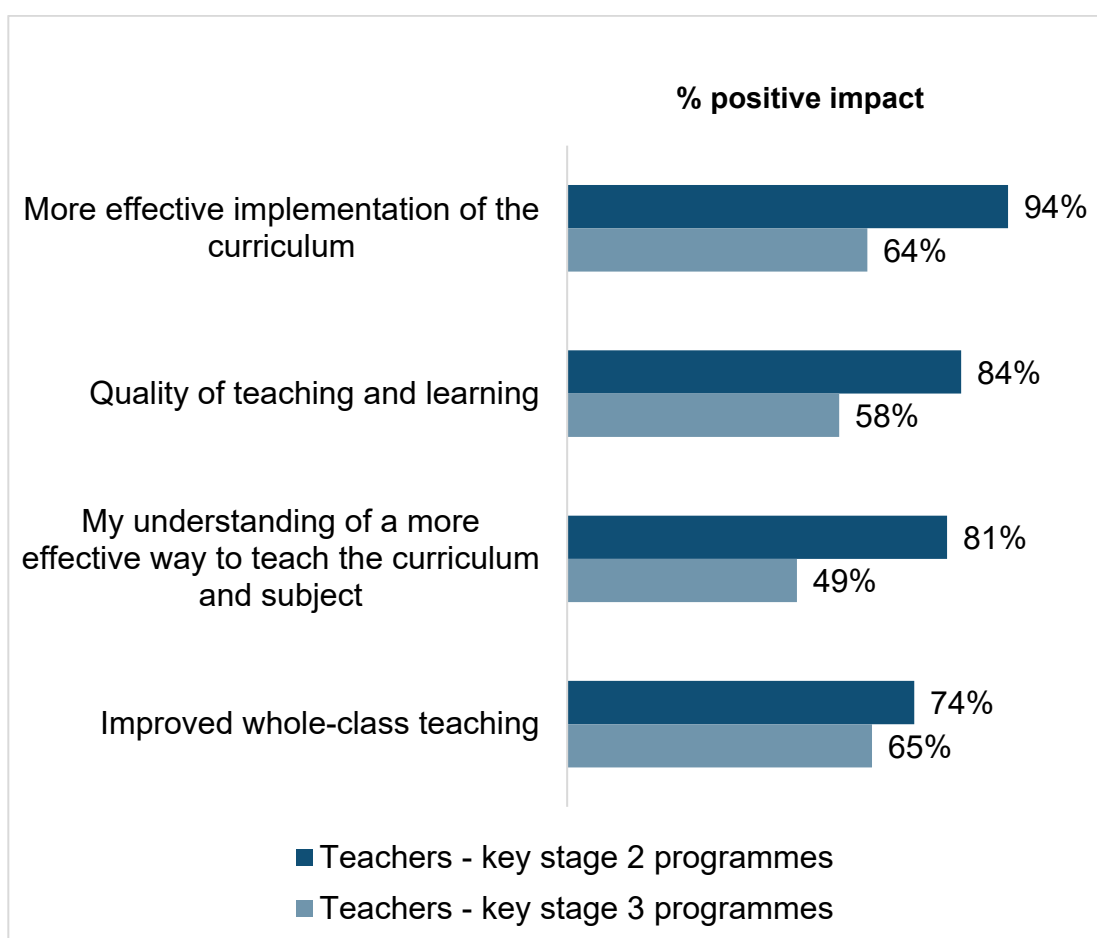 % positive impact
More effective implementation of the
curriculum
94%
64%
Quality of teaching and learning
84%
58%
My understanding of a more
effective way to teach the curriculum
and subject
81%
49%
Improved whole-class teaching
74%
65%
Teachers - key stage 2 programmes
Teachers - key stage 3 programmes